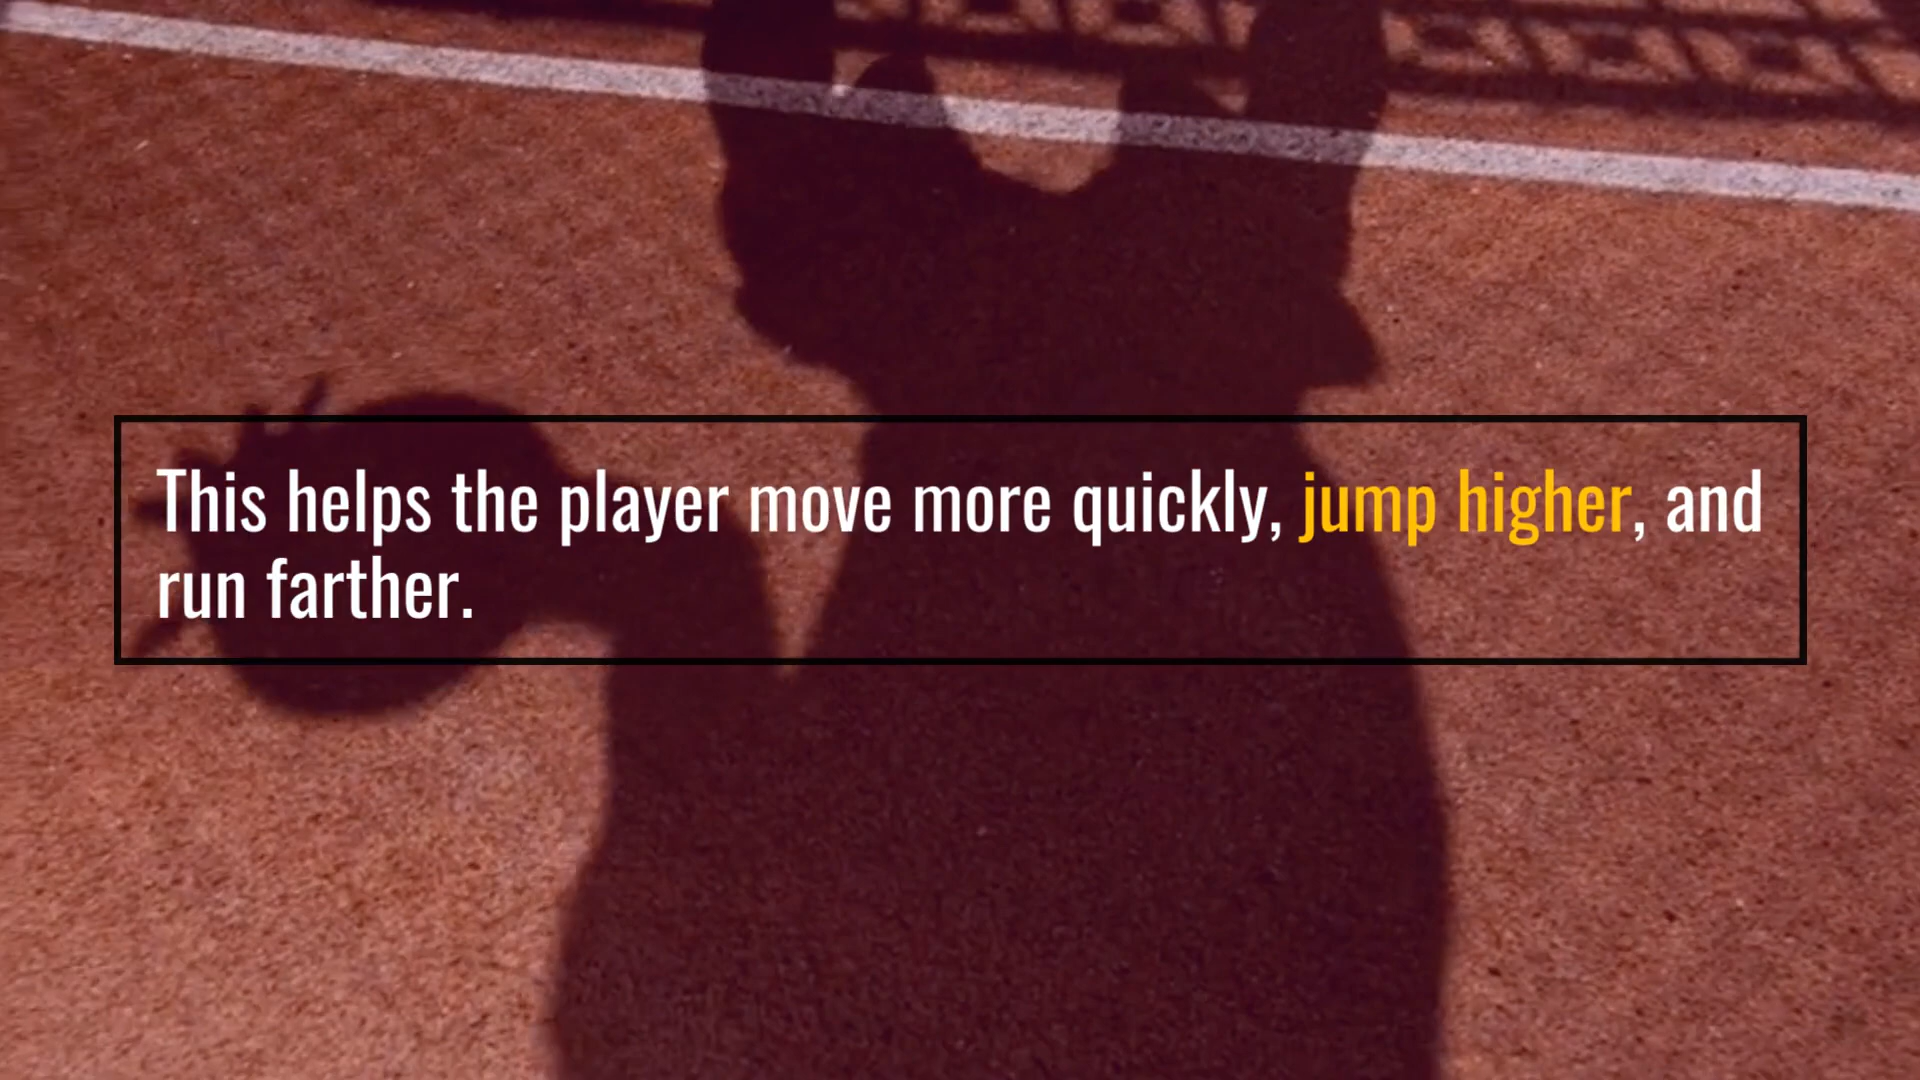 This helps the player move more quickly, jump higher, and
run farther.